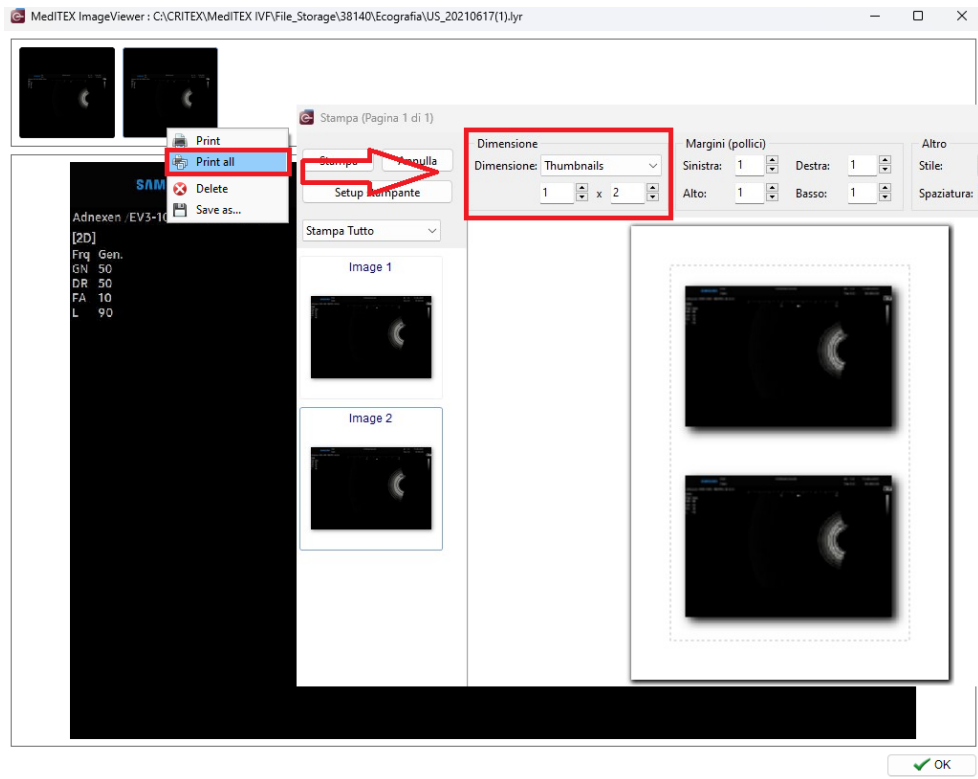 MedITEX ImageViewer : C:\CRITEX\MedITEX IVF\File_Storage\38140\Ecografia\US_20210617(1).lyr
Print
Print all
Delete
Save as...
SAM
Adnexen /EV3-10
[2D]
Frq Gen.
GN 50
DR 50
FA 10
L 90
Stampa (Pagina 1 di 1)
Stampa
Annulla
Setup Stampante
Stampa Tutto
Image 1
Image 2
Dimensione
Dimensione: Thumbnails
1 x 2
Margini (pollici)
Sinistra: 1 Destra: 1
Alto: 1 Basso: 1
Altro
Stile:
Spaziatura:
OK